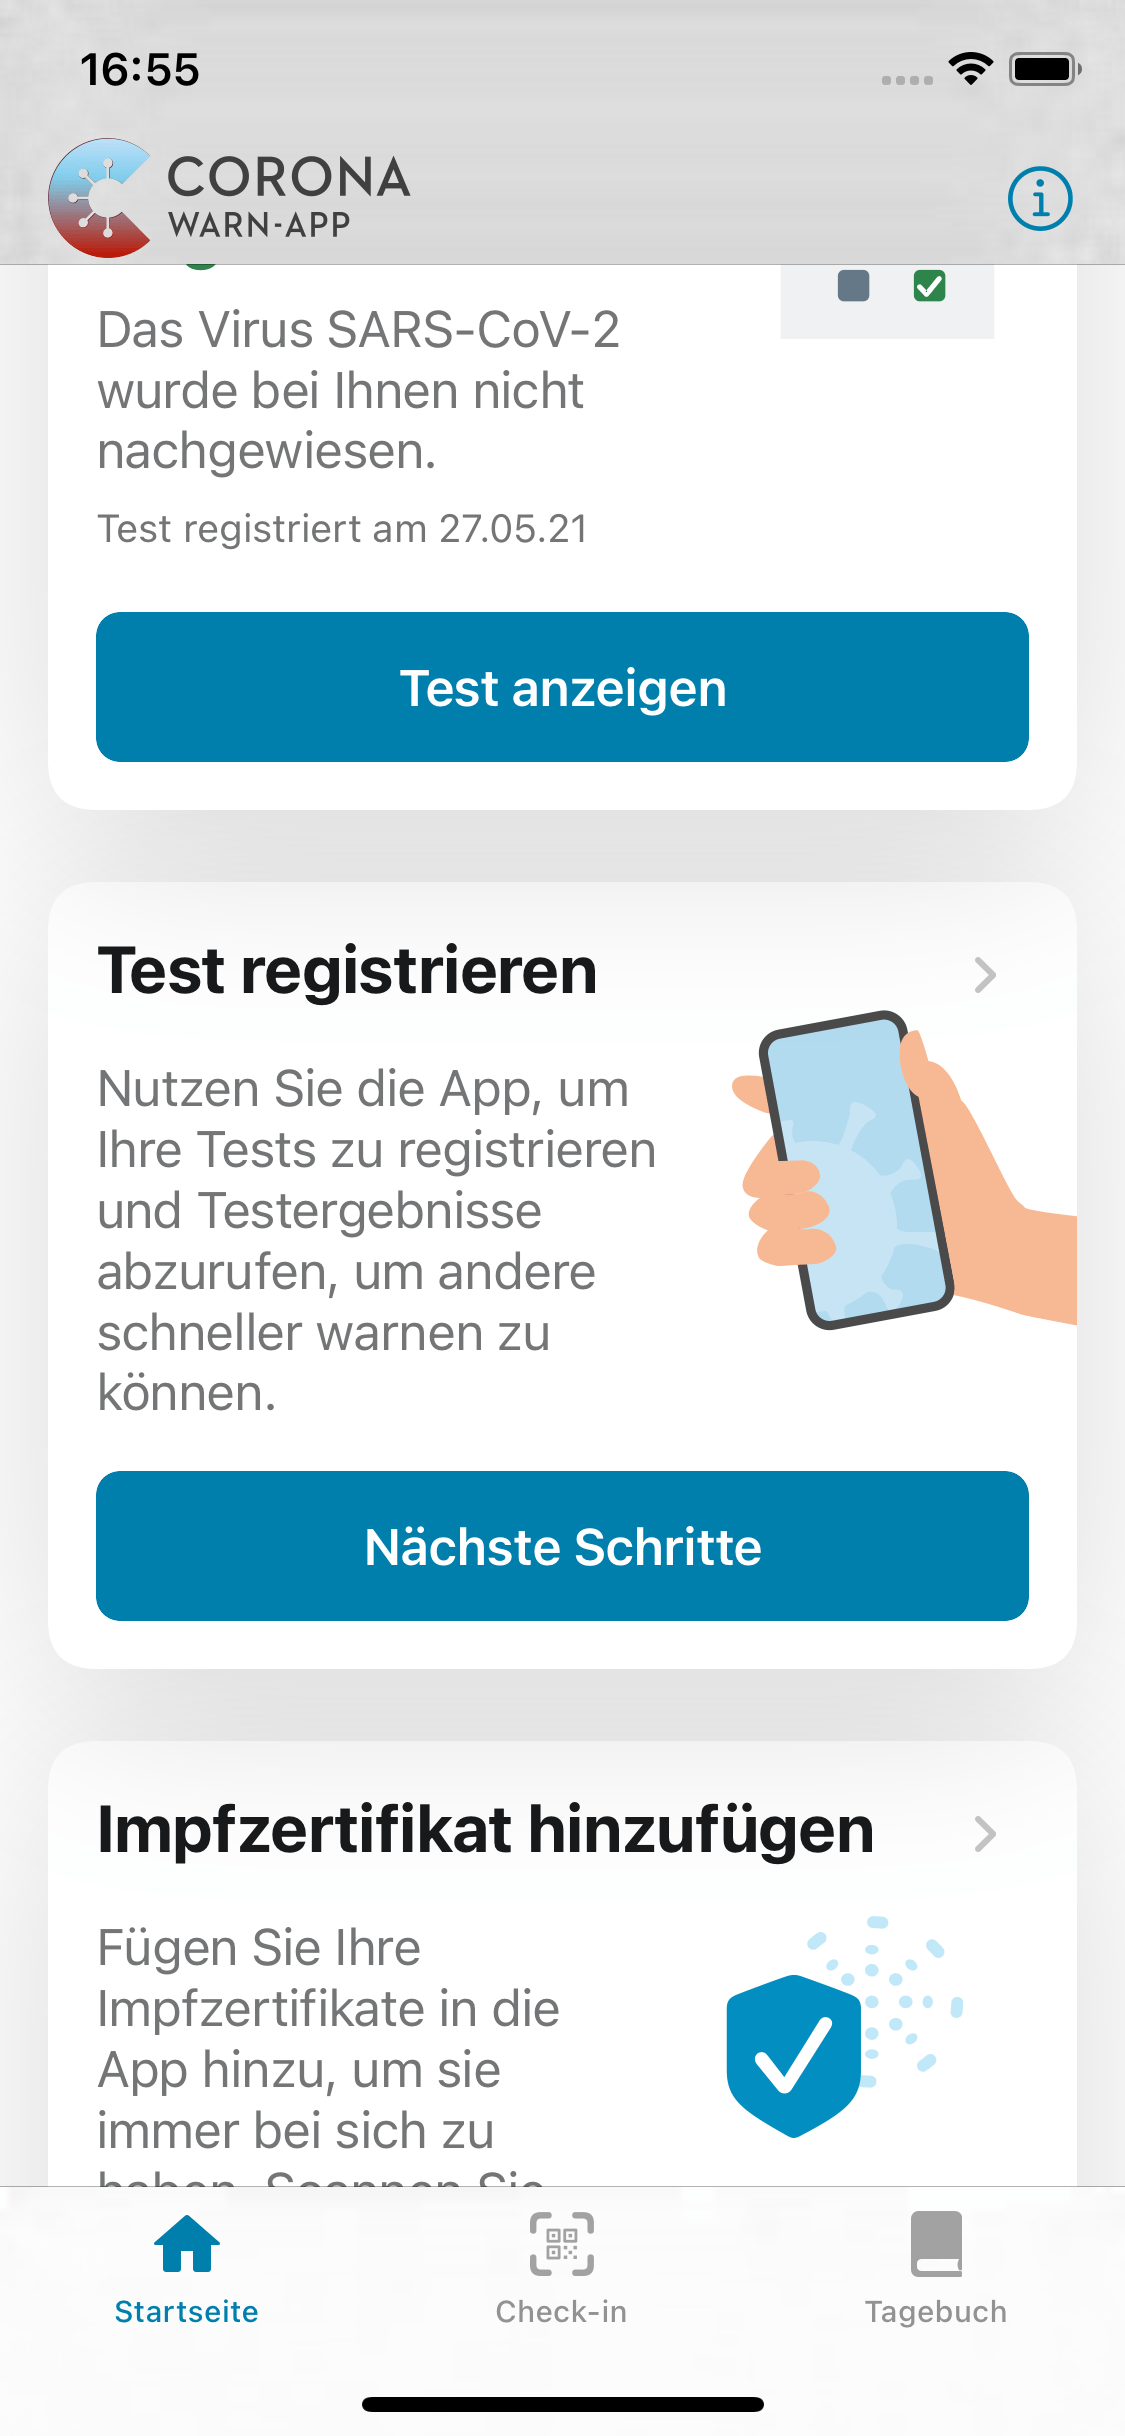 16:55
CORONA
WARN-APP
Das Virus SARS-CoV-2
wurde bei Ihnen nicht
nachgewiesen.
Test registriert am 27.05.21
Test anzeigen
Test registrieren
Nutzen Sie die App, um
Ihre Tests zu registrieren
und Testergebnisse
abzurufen, um andere
schneller warnen zu
können.
Nächste Schritte
Impfzertifikat hinzufügen
Fügen Sie Ihre
Impfzertifikate in die
App hinzu, um sie
immer bei sich zu
haben. Scannen Sie
Startseite
Check-in
Tagebuch